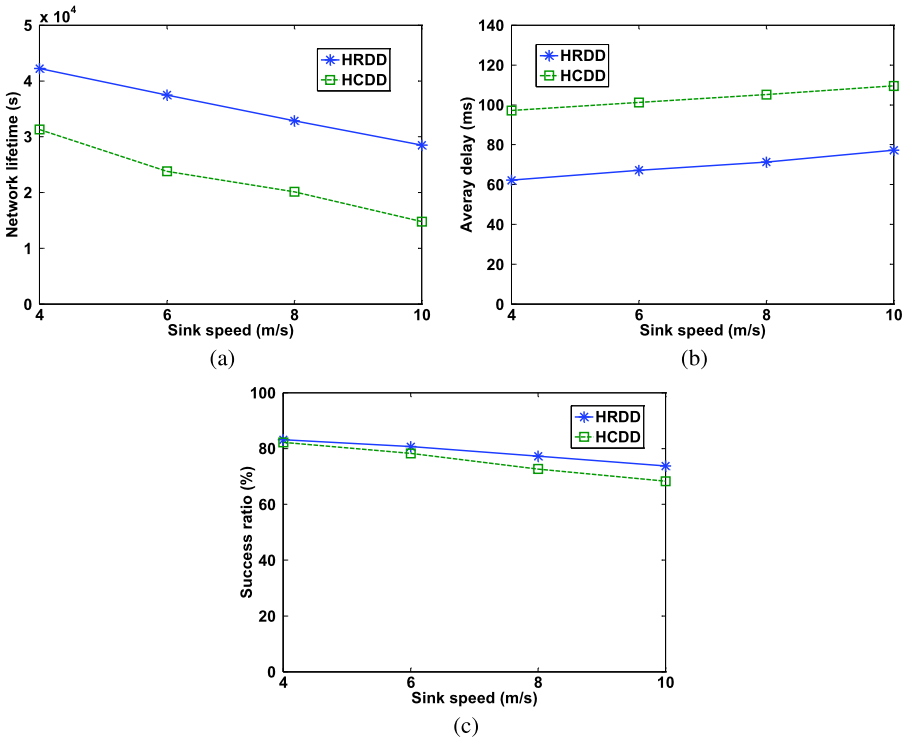 x 10⁴
5
4
3
2
1
0
Network lifetime (s)
HRDD
HCDD
4 6 8 10
Sink speed (m/s)
(a)
140
120
100
80
60
40
20
0
Averay delay (ms)
HRDD
HCDD
4 6 8 10
Sink speed (m/s)
(b)
100
80
60
40
20
0
Success ratio (%)
HRDD
HCDD
4 6 8 10
Sink speed (m/s)
(c)